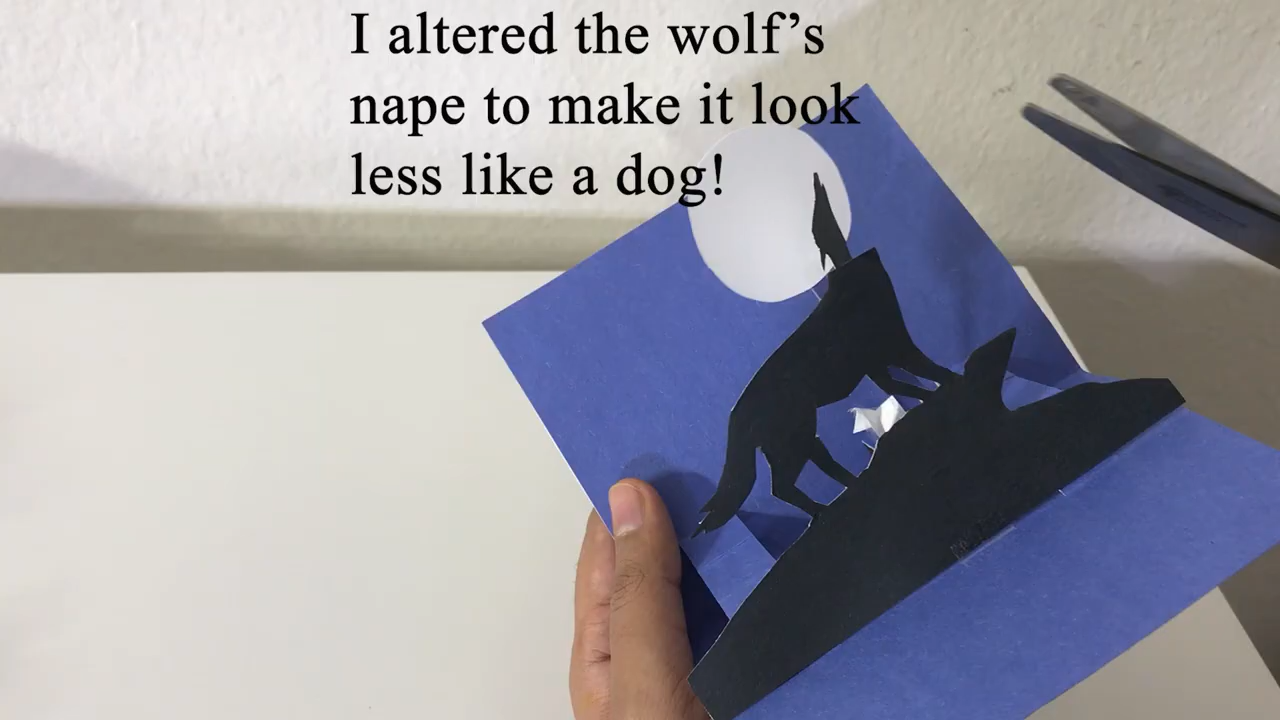 I altered the wolf’s
nape to make it look
less like a dog!